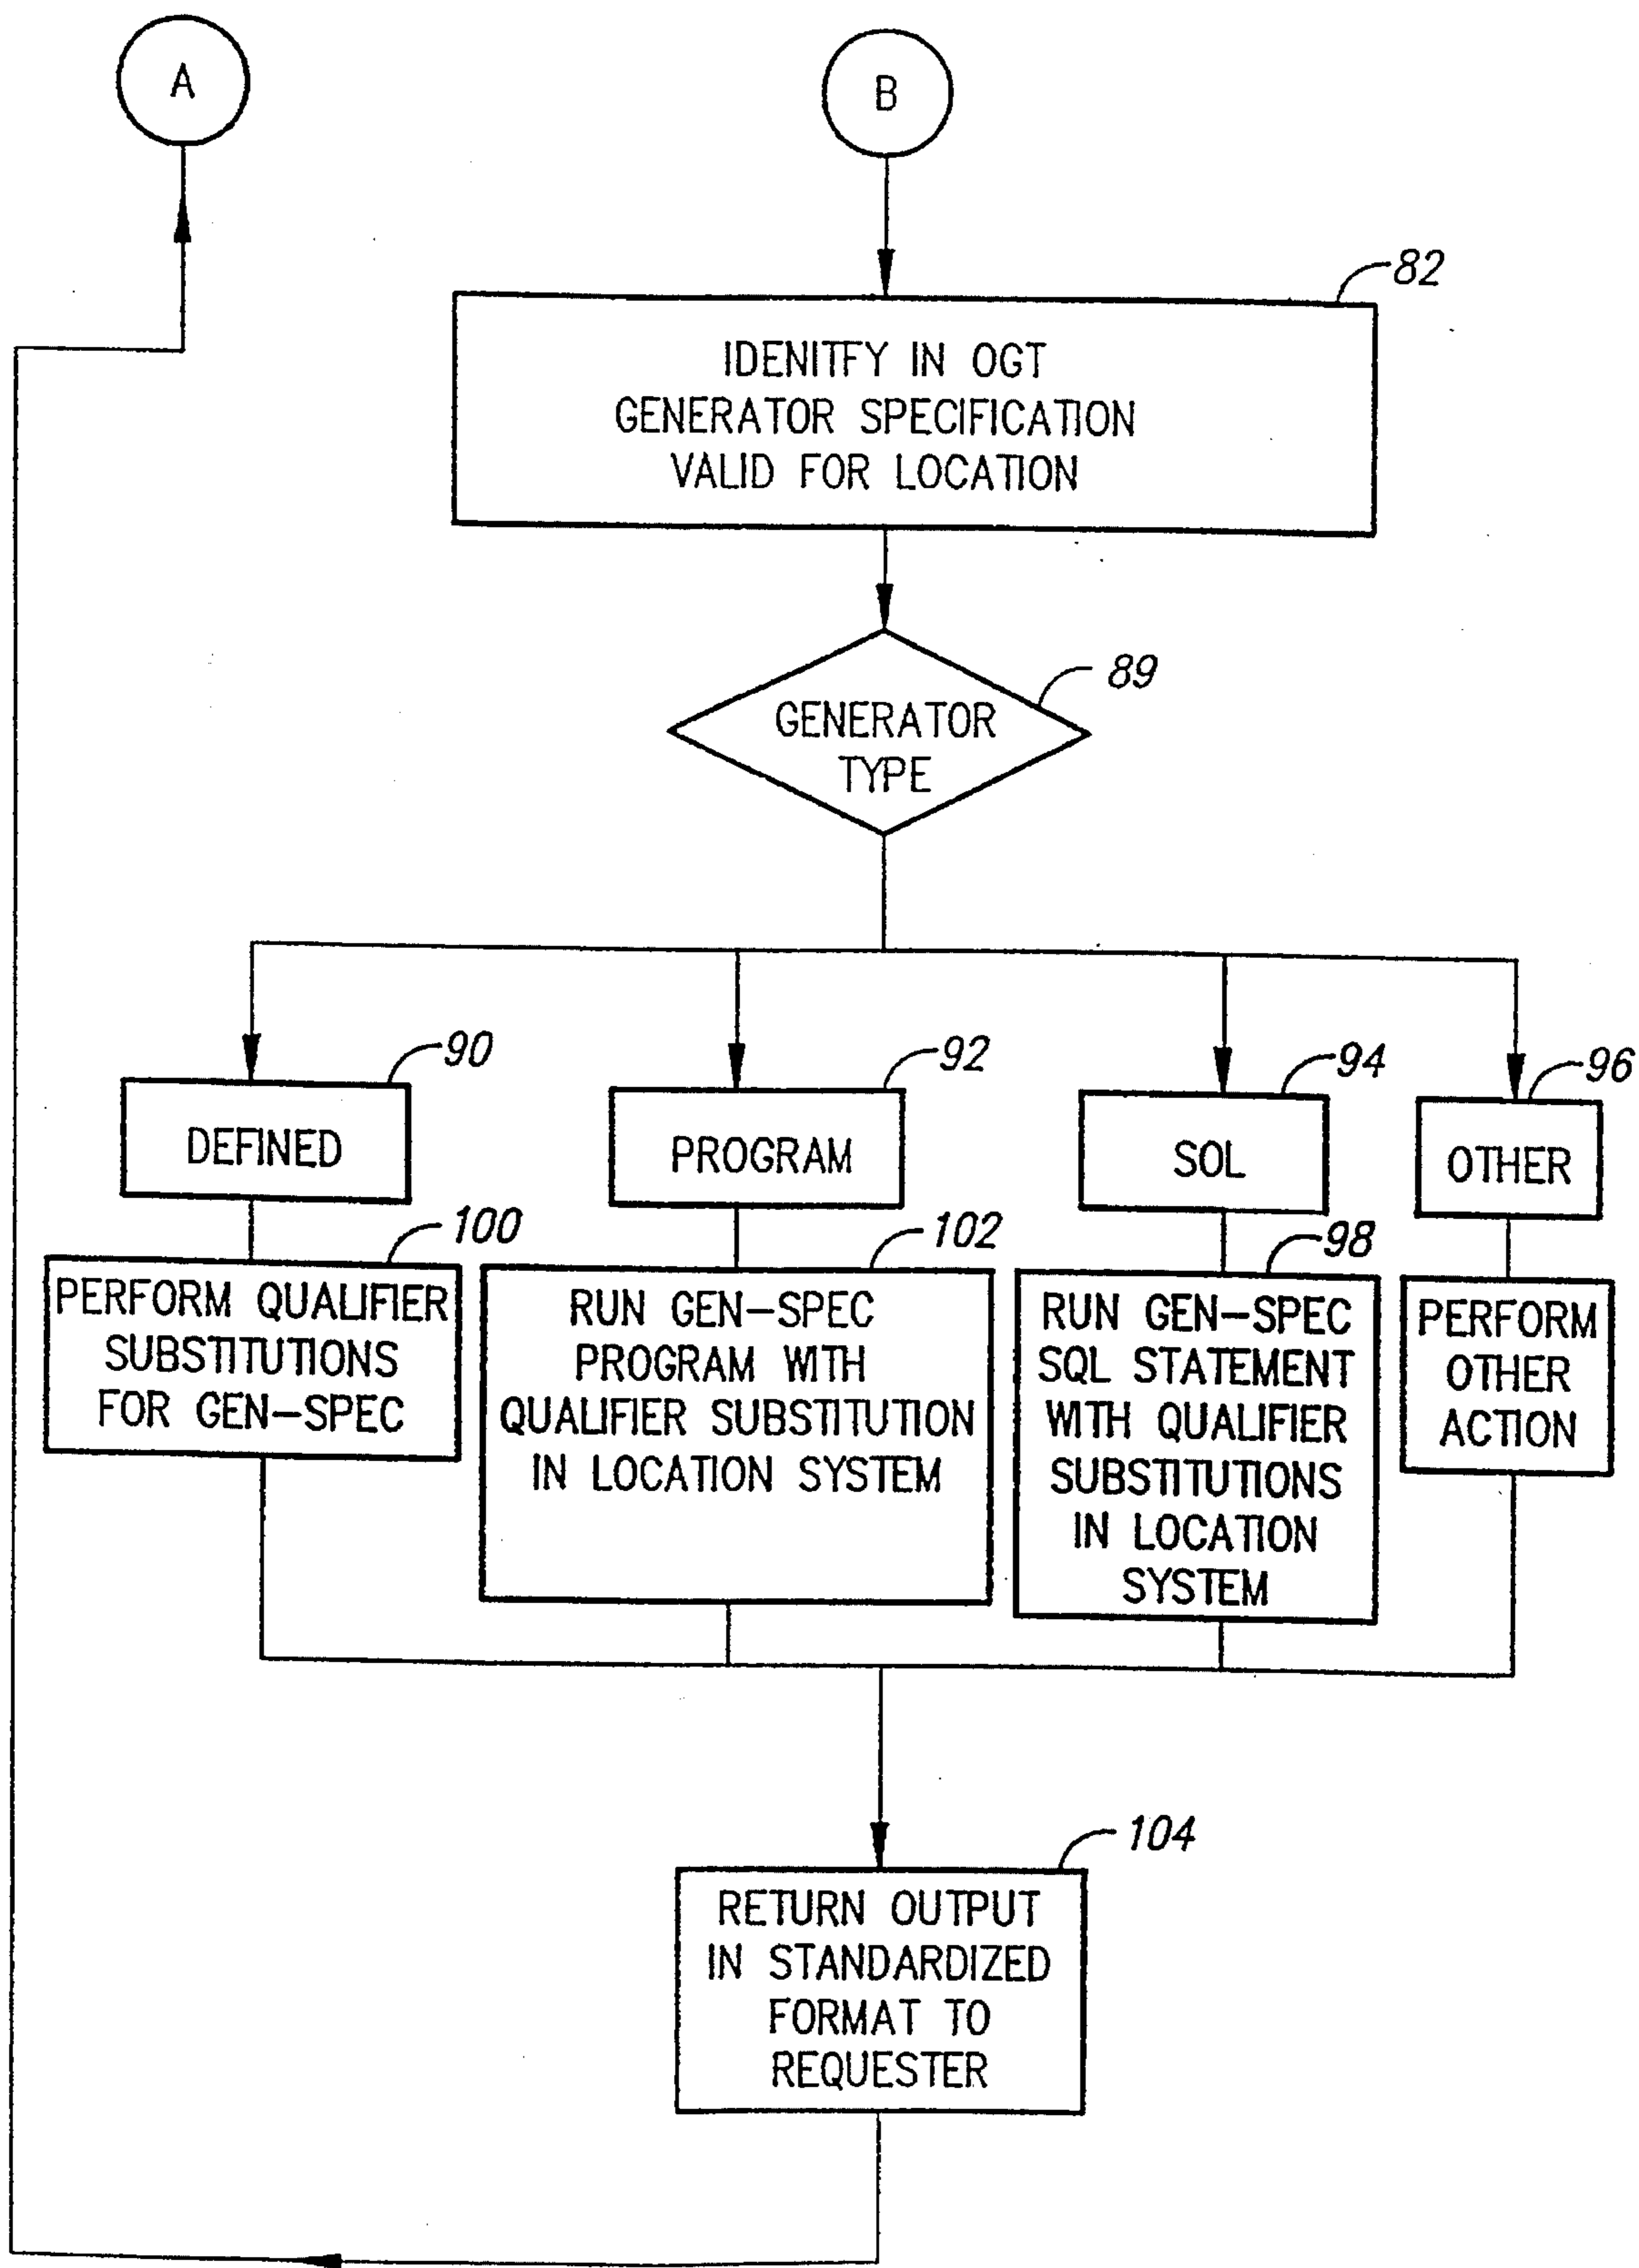 A
B
82
IDENITFY IN OGT
GENERATOR SPECIFICATION
VALID FOR LOCATION
89
GENERATOR
TYPE
90
DEFINED
92
PROGRAM
94
SOL
96
OTHER
100
PERFORM QUALIFIER
SUBSTITUTIONS
FOR GEN-SPEC
102
RUN GEN-SPEC
PROGRAM WITH
QUALIFIER SUBSTITUTION
IN LOCATION SYSTEM
98
RUN GEN-SPEC
SQL STATEMENT
WITH QUALIFIER
SUBSTITUTIONS
IN LOCATION
SYSTEM
PERFORM
OTHER
ACTION
104
RETURN OUTPUT
IN STANDARDIZED
FORMAT TO
REQUESTER